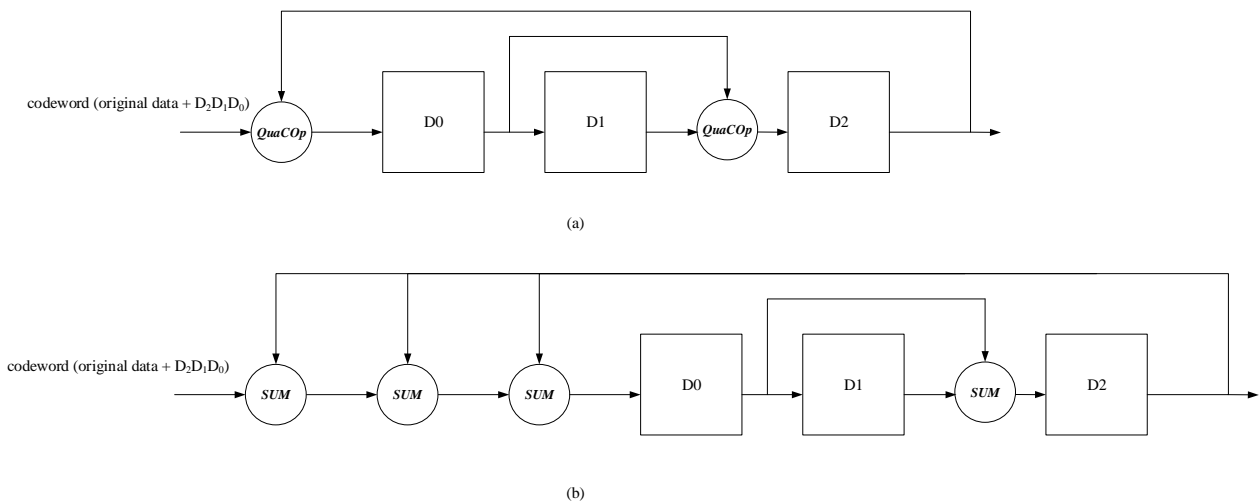 codeword (original data + D₂D₁D₀)
QuaCOp
D0
D1
QuaCOp
D2
(a)
codeword (original data + D₂D₁D₀)
SUM
SUM
SUM
D0
D1
SUM
D2
(b)